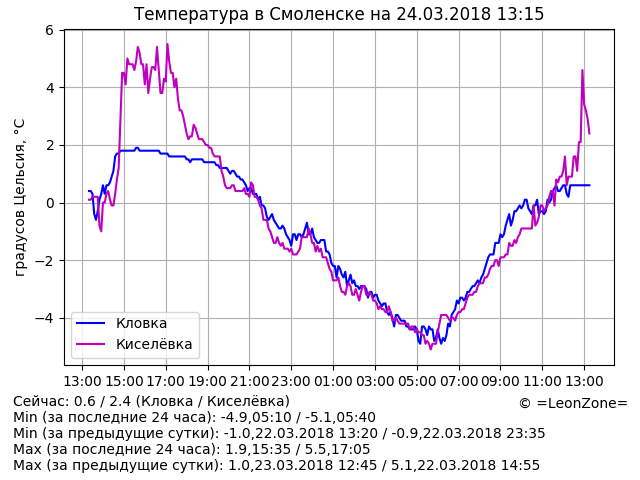 Температура в Смоленске на 24.03.2018 13:15
градусов Цельсия, °C
6
4
2
0
−2
−4
Кловка
Киселёвка
13:00 15:00 17:00 19:00 21:00 23:00 01:00 03:00 05:00 07:00 09:00 11:00 13:00
Сейчас: 0.6 / 2.4 (Кловка / Киселёвка)
© =LeonZone=
Min (за последние 24 часа): -4.9,05:10 / -5.1,05:40
Min (за предыдущие сутки): -1.0,22.03.2018 13:20 / -0.9,22.03.2018 23:35
Max (за последние 24 часа): 1.9,15:35 / 5.5,17:05
Max (за предыдущие сутки): 1.0,23.03.2018 12:45 / 5.1,22.03.2018 14:55